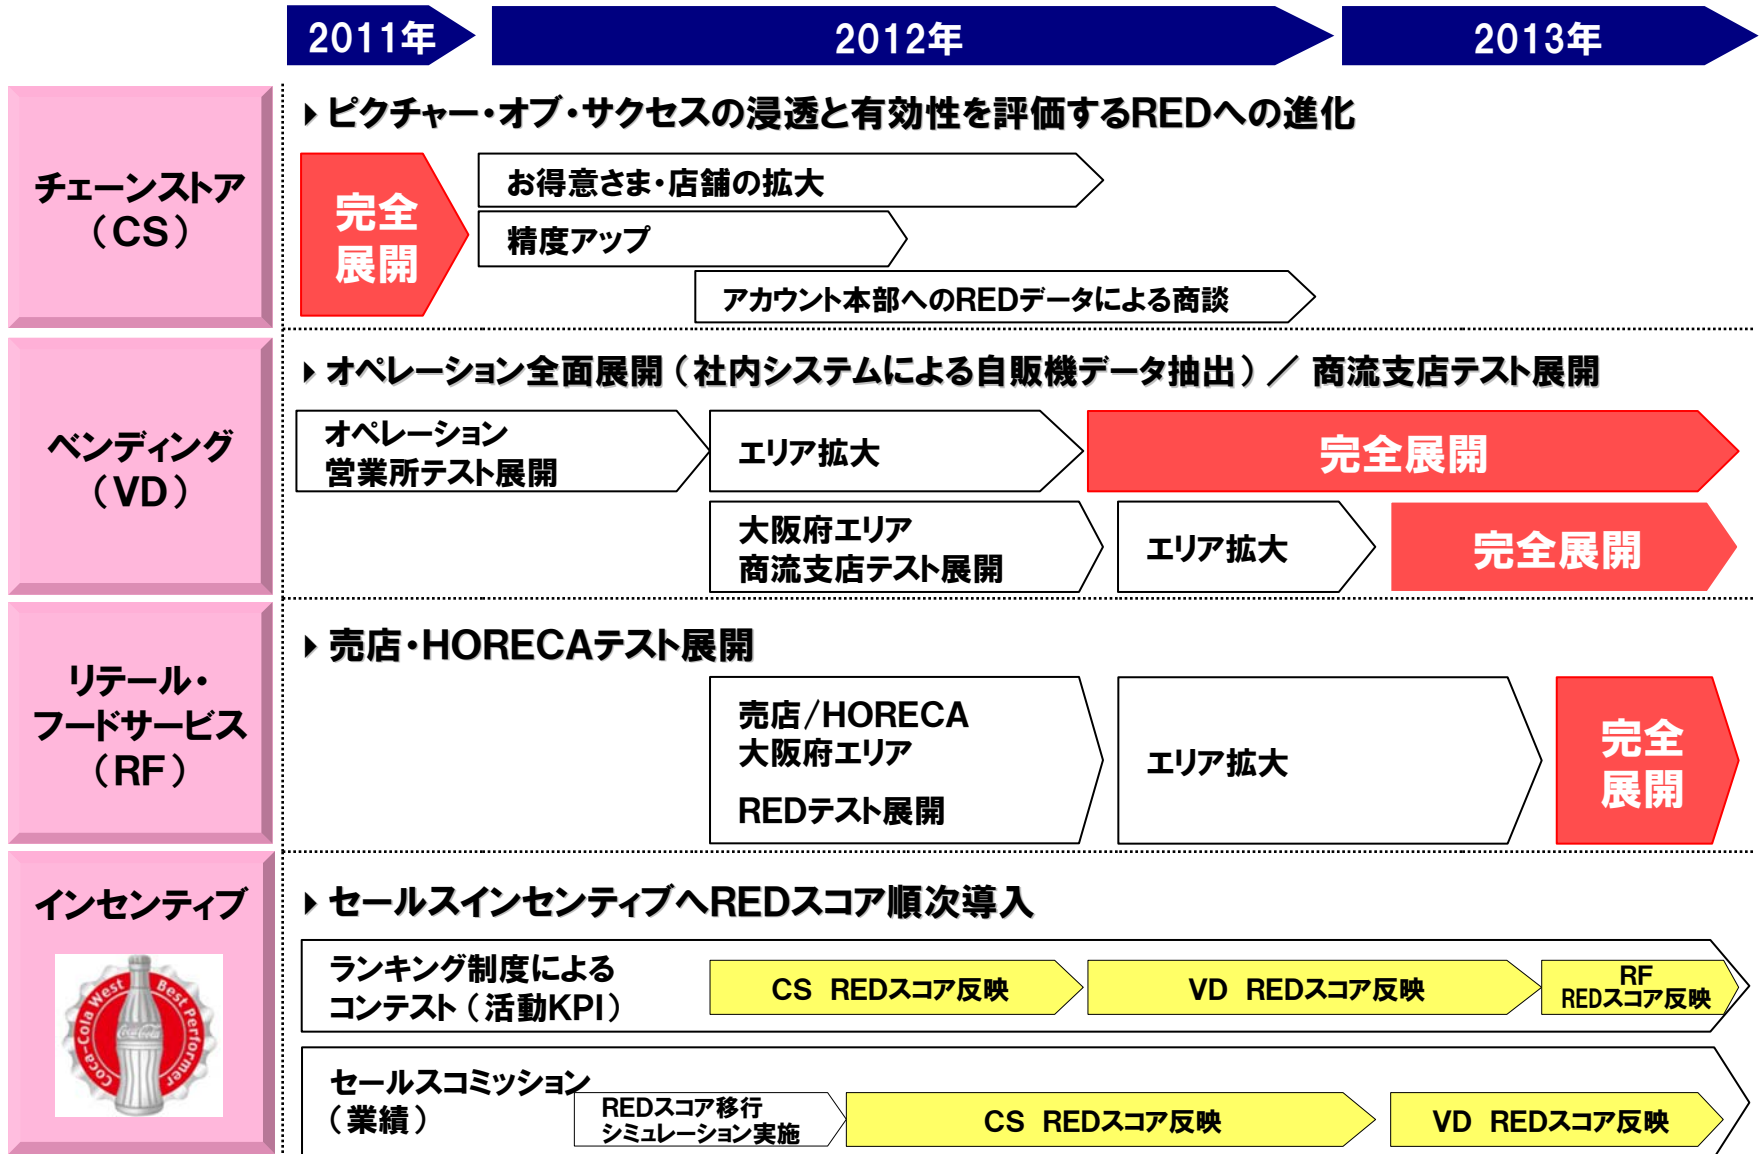 2011年
2012年
2013年
チェーンストア
（CS）
▶ピクチャー・オブ・サクセスの浸透と有効性を評価するREDへの進化
完全
展開
お得意さま・店舗の拡大
精度アップ
アカウント本部へのREDデータによる商談
ベンディング
（VD）
▶オペレーション全面展開（社内システムによる自販機データ抽出）／ 商流支店テスト展開
オペレーション
営業所テスト展開
エリア拡大
完全展開
大阪府エリア
商流支店テスト展開
エリア拡大
完全展開
リテール・
フードサービス
（RF）
▶売店・HORECAテスト展開
売店/HORECA
大阪府エリア
REDテスト展開
エリア拡大
完全
展開
インセンティブ
Coca-Cola West Best Performer
Coca-Cola
▶セールスインセンティブへREDスコア順次導入
ランキング制度による
コンテスト（活動KPI）
CS REDスコア反映
VD REDスコア反映
RF
REDスコア反映
セールスコミッション
（業績）
REDスコア移行
シミュレーション実施
CS REDスコア反映
VD REDスコア反映